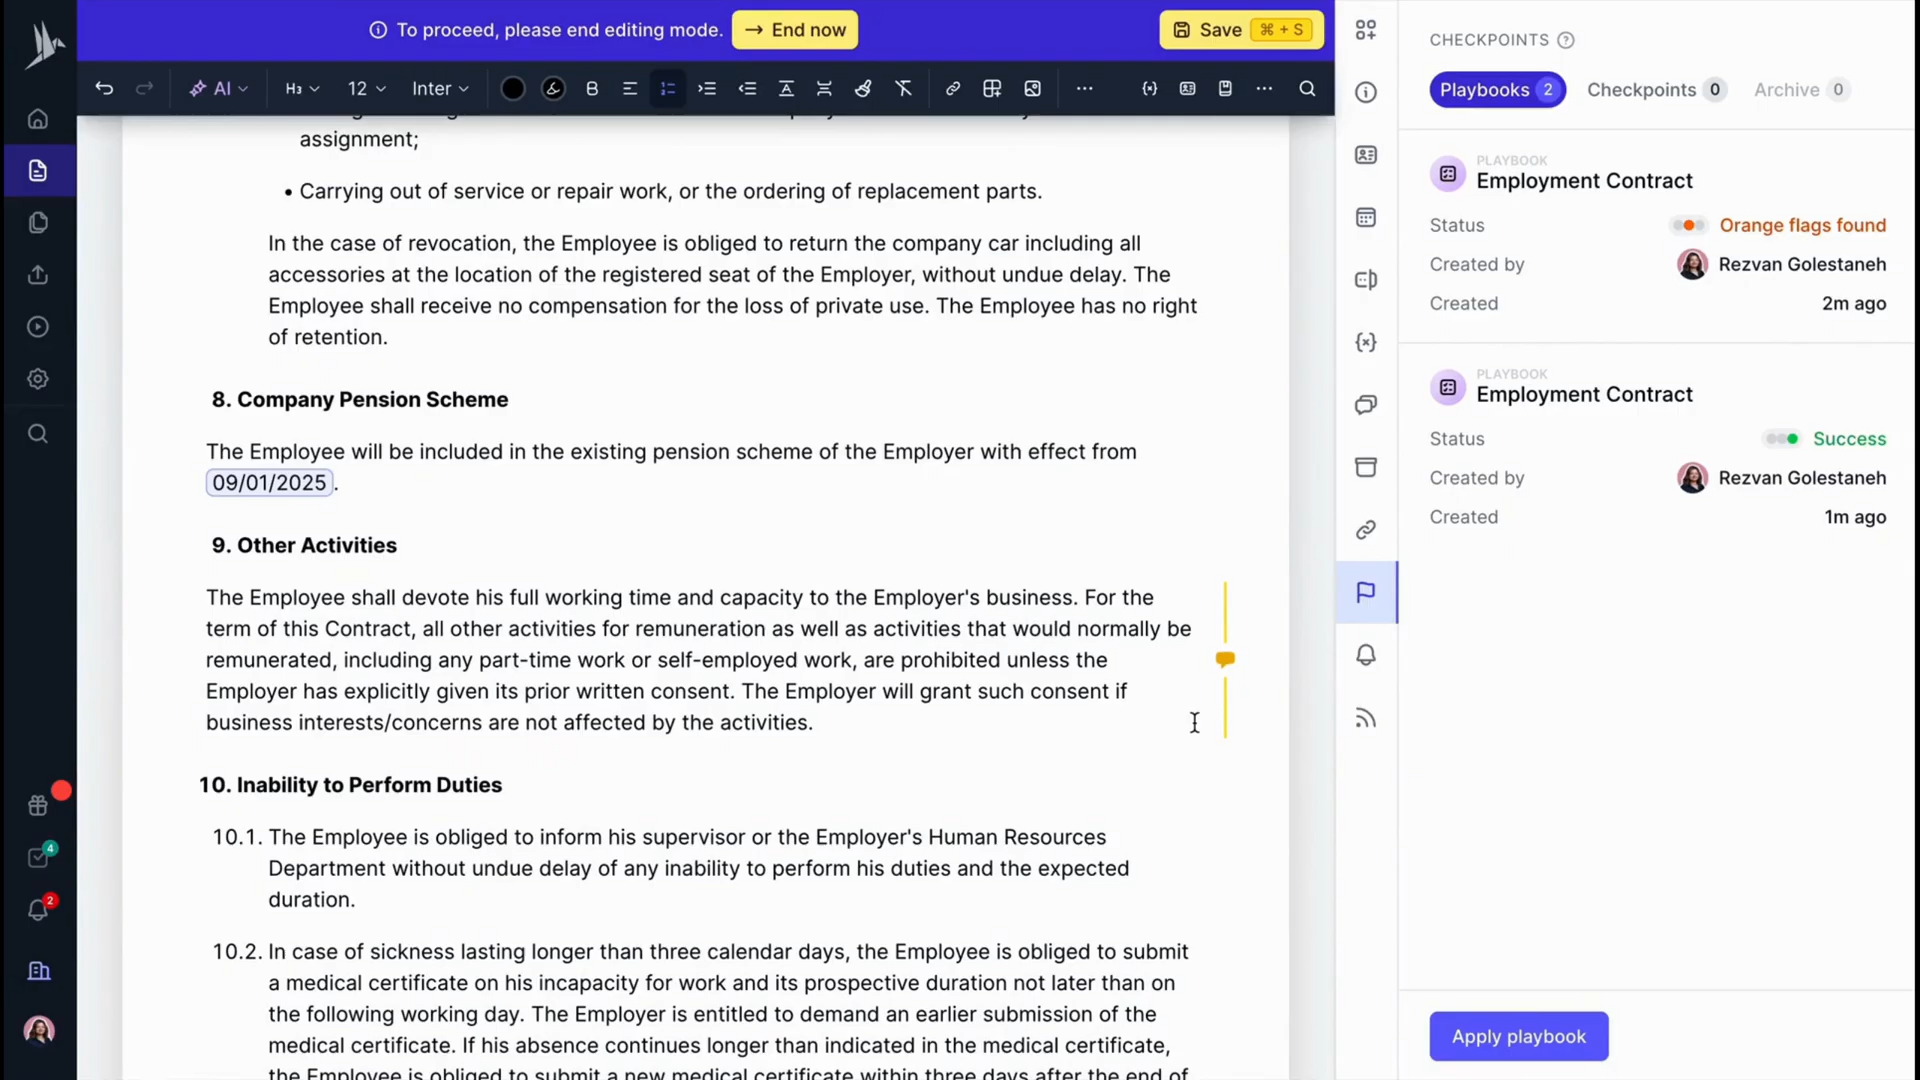 To proceed, please end editing mode.
→ End now
Save ⌘ + S
AI
H₃
12
Inter
B
assignment;
• Carrying out of service or repair work, or the ordering of replacement parts.
In the case of revocation, the Employee is obliged to return the company car including all
accessories at the location of the registered seat of the Employer, without undue delay. The
Employee shall receive no compensation for the loss of private use. The Employee has no right
of retention.
8. Company Pension Scheme
The Employee will be included in the existing pension scheme of the Employer with effect from
09/01/2025.
9. Other Activities
The Employee shall devote his full working time and capacity to the Employer's business. For the
term of this Contract, all other activities for remuneration as well as activities that would normally be
remunerated, including any part-time work or self-employed work, are prohibited unless the
Employer has explicitly given its prior written consent. The Employer will grant such consent if
business interests/concerns are not affected by the activities.
10. Inability to Perform Duties
10.1. The Employee is obliged to inform his supervisor or the Employer's Human Resources
Department without undue delay of any inability to perform his duties and the expected
duration.
10.2. In case of sickness lasting longer than three calendar days, the Employee is obliged to submit
a medical certificate on his incapacity for work and its prospective duration not later than on
the following working day. The Employer is entitled to demand an earlier submission of the
medical certificate. If his absence continues longer than indicated in the medical certificate,
the Employee is obliged to submit a new medical certificate within three days after the end of
4
2
CHECKPOINTS
Playbooks 2
Checkpoints 0
Archive 0
PLAYBOOK
Employment Contract
Status Orange flags found
Created by Rezvan Golestaneh
Created 2m ago
PLAYBOOK
Employment Contract
Status Success
Created by Rezvan Golestaneh
Created 1m ago
Apply playbook